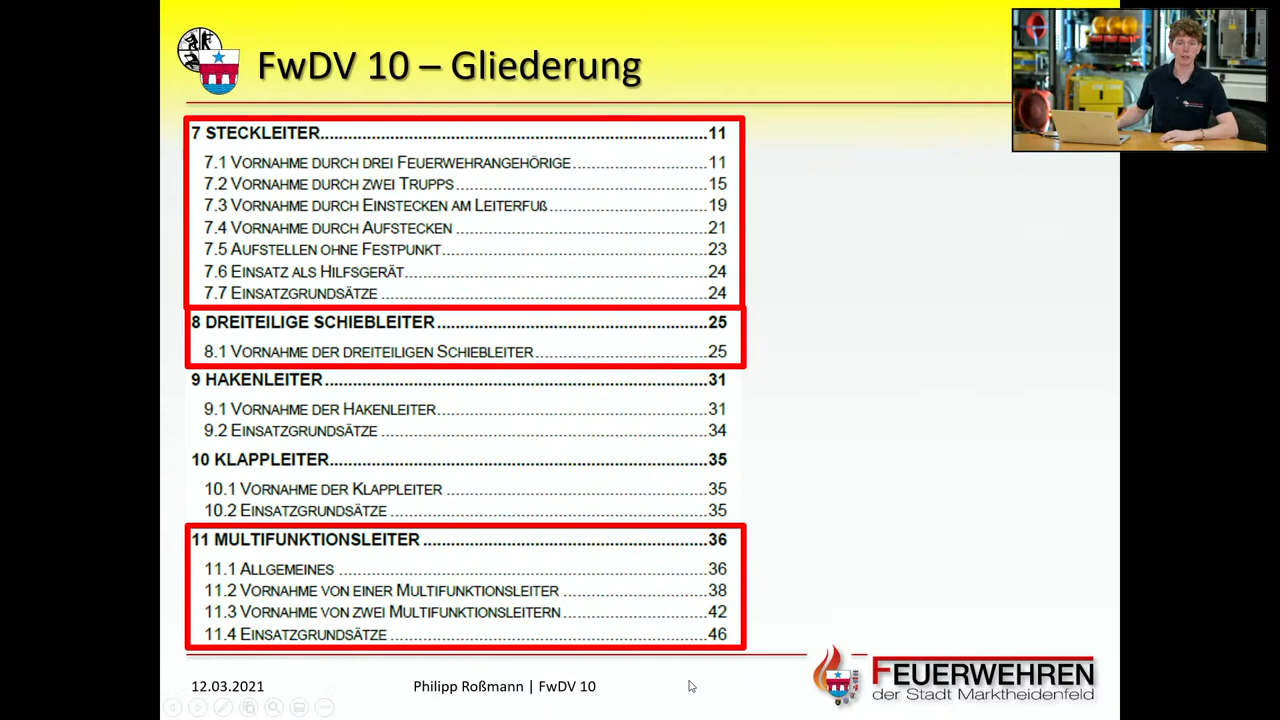 FwDV 10 – Gliederung
7 STECKLEITER 11
7.1 VORNAHME DURCH DREI FEUERWEHRANGEHÖRIGE 11
7.2 VORNAHME DURCH ZWEI TRUPPS 15
7.3 VORNAHME DURCH EINSTECKEN AM LEITERFUß 19
7.4 VORNAHME DURCH AUFSTECKEN 21
7.5 AUFSTELLEN OHNE FESTPUNKT 23
7.6 EINSATZ ALS HILFSGERÄT 24
7.7 EINSATZGRUNDSÄTZE 24
8 DREITEILIGE SCHIEBLEITER 25
8.1 VORNAHME DER DREITEILIGEN SCHIEBLEITER 25
9 HAKENLEITER 31
9.1 VORNAHME DER HAKENLEITER 31
9.2 EINSATZGRUNDSÄTZE 34
10 KLAPPLEITER 35
10.1 VORNAHME DER KLAPPLEITER 35
10.2 EINSATZGRUNDSÄTZE 35
11 MULTIFUNKTIONSLEITER 36
11.1 ALLGEMEINES 36
11.2 VORNAHME VON EINER MULTIFUNKTIONSLEITER 38
11.3 VORNAHME VON ZWEI MULTIFUNKTIONSLEITERN 42
11.4 EINSATZGRUNDSÄTZE 46
12.03.2021
Philipp Roßmann | FwDV 10
FEUERWEHREN
der Stadt Marktheidenfeld